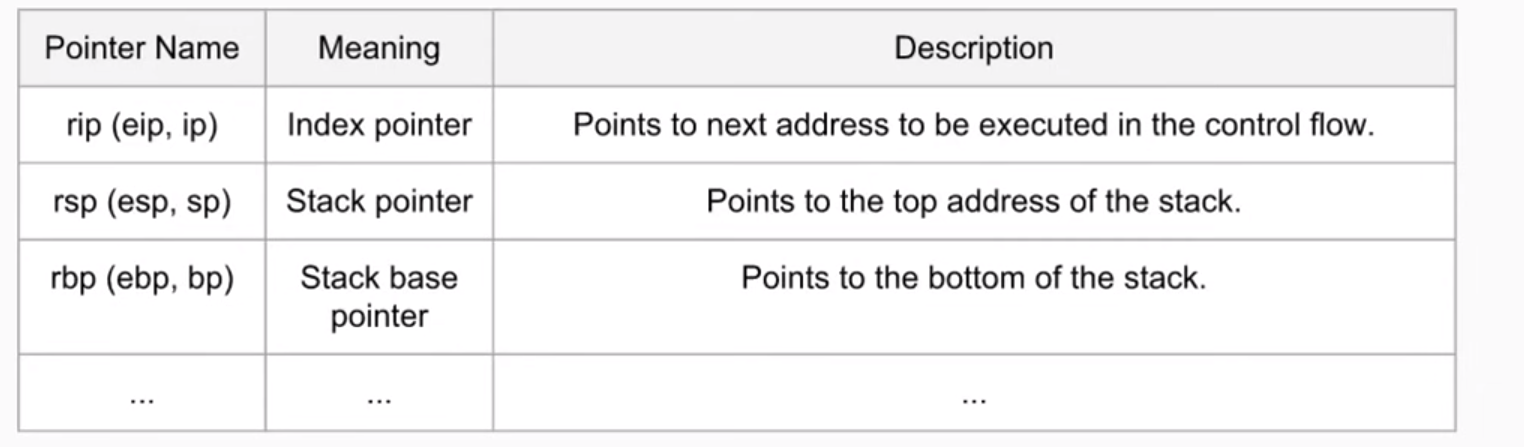 Pointer Name Meaning Description
rip (eip, ip) Index pointer Points to next address to be executed in the control flow.
rsp (esp, sp) Stack pointer Points to the top address of the stack.
rbp (ebp, bp) Stack base Points to the bottom of the stack.
pointer
... ... ...